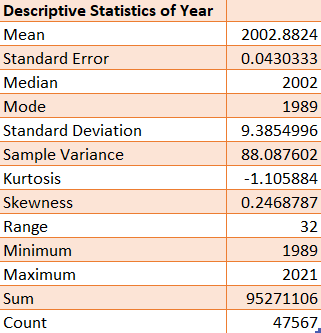 Descriptive Statistics of Year
Mean 2002.8824
Standard Error 0.0430333
Median 2002
Mode 1989
Standard Deviation 9.3854996
Sample Variance 88.087602
Kurtosis -1.105884
Skewness 0.2468787
Range 32
Minimum 1989
Maximum 2021
Sum 95271106
Count 47567